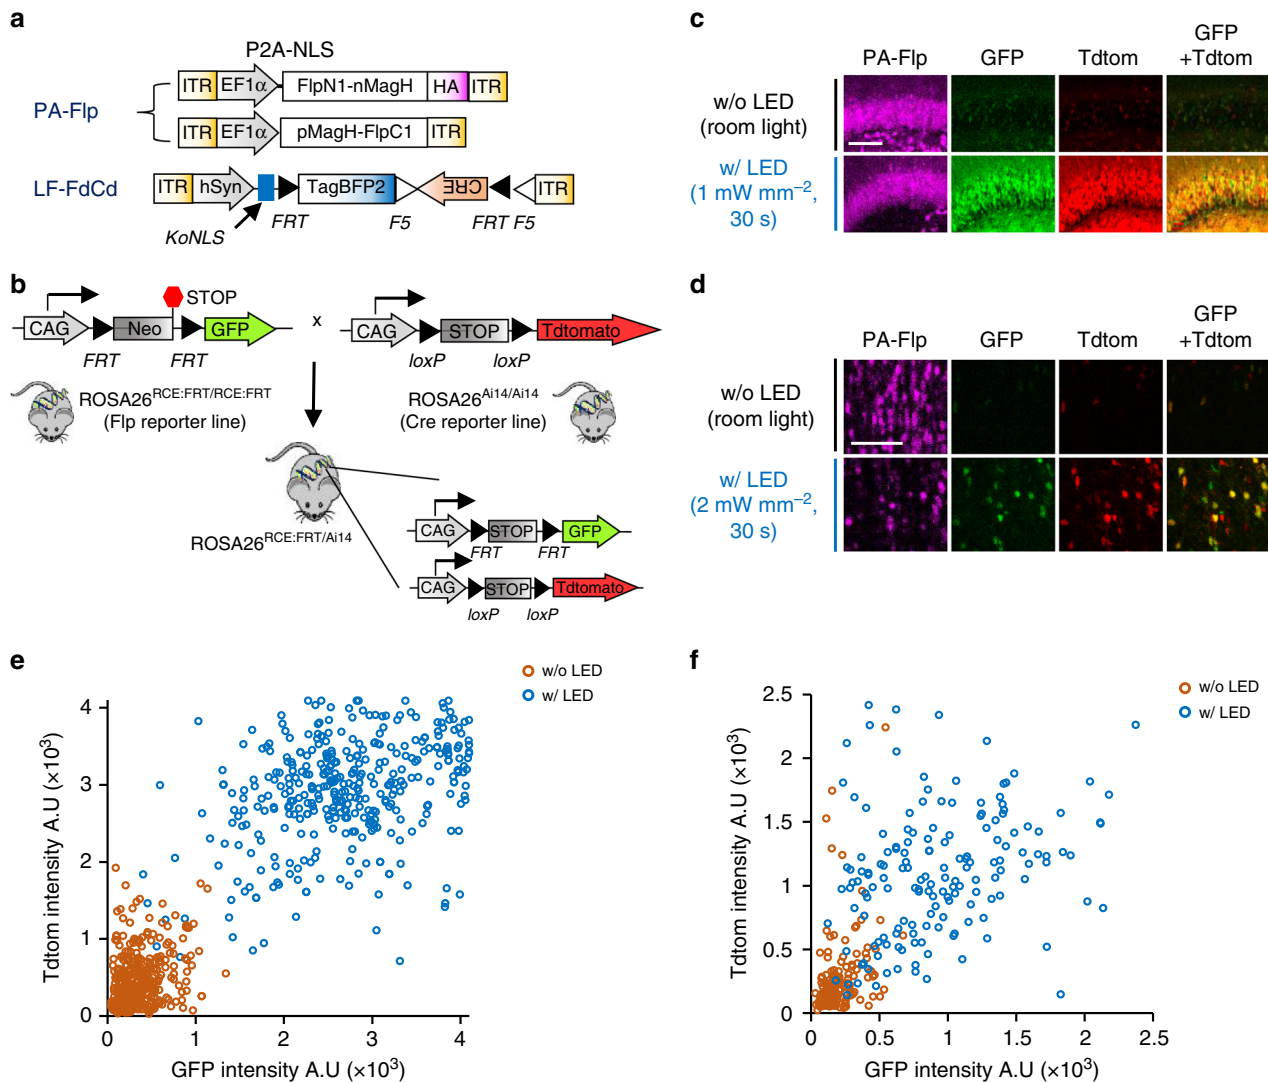 a
P2A-NLS
PA-Flp
ITR EF1α FlpN1-nMagH HA ITR
ITR EF1α pMagH-FlpC1 ITR
LF-FdCd
ITR hSyn TagBFP2 CRE ITR
KoNLS FRT F5 FRT F5
b
STOP
CAG Neo GFP
FRT FRT
x
CAG STOP Tdtomato
loxP loxP
ROSA26^RCE:FRT/RCE:FRT
(Flp reporter line)
ROSA26^Ai14/Ai14
(Cre reporter line)
ROSA26^RCE:FRT/Ai14
CAG STOP GFP
FRT FRT
CAG STOP Tdtomato
loxP loxP
c
PA-Flp GFP Tdtom GFP
+Tdtom
w/o LED
(room light)
w/ LED
(1 mW mm⁻²,
30 s)
d
PA-Flp GFP Tdtom GFP
+Tdtom
w/o LED
(room light)
w/ LED
(2 mW mm⁻²,
30 s)
e
w/o LED
w/ LED
Tdtom intensity A.U (×10³)
4
3
2
1
0
0 1 2 3 4
GFP intensity A.U (×10³)
f
w/o LED
w/ LED
Tdtom intensity A.U (×10³)
2.5
2
1.5
1
0.5
0
0 0.5 1 1.5 2 2.5
GFP intensity A.U (×10³)